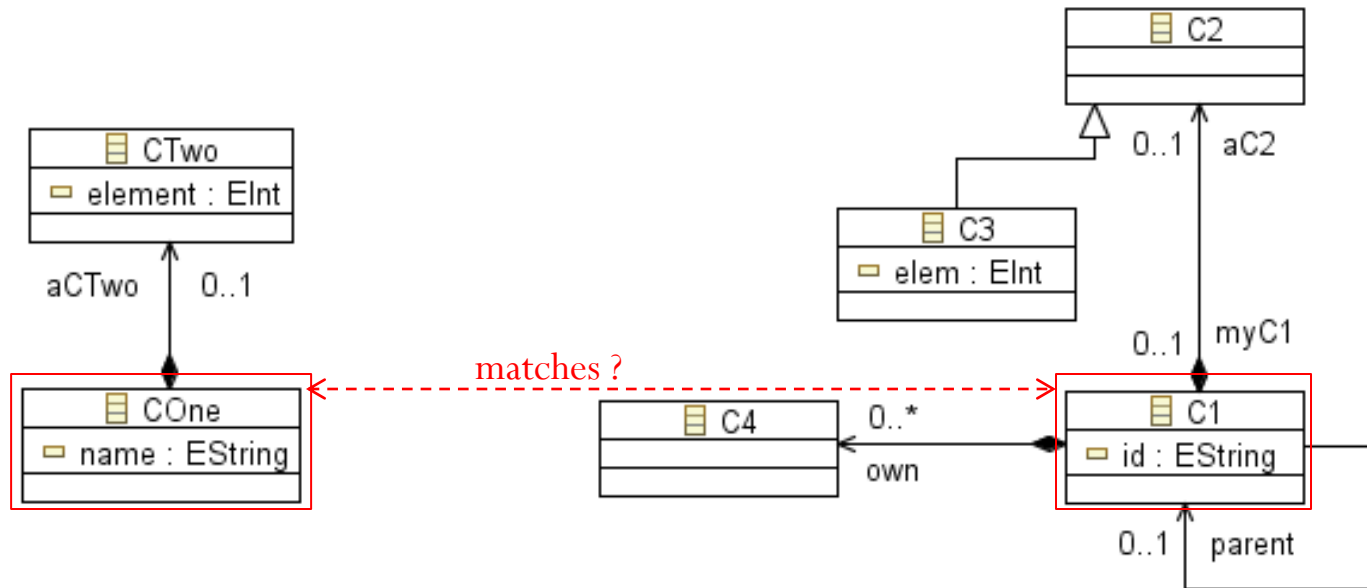 C2
0..1 aC2
CTwo
element : EInt
C3
elem : EInt
aCTwo 0..1
0..1 myC1
matches ?
COne
name : EString
C4
0..*
own
C1
id : EString
0..1 parent